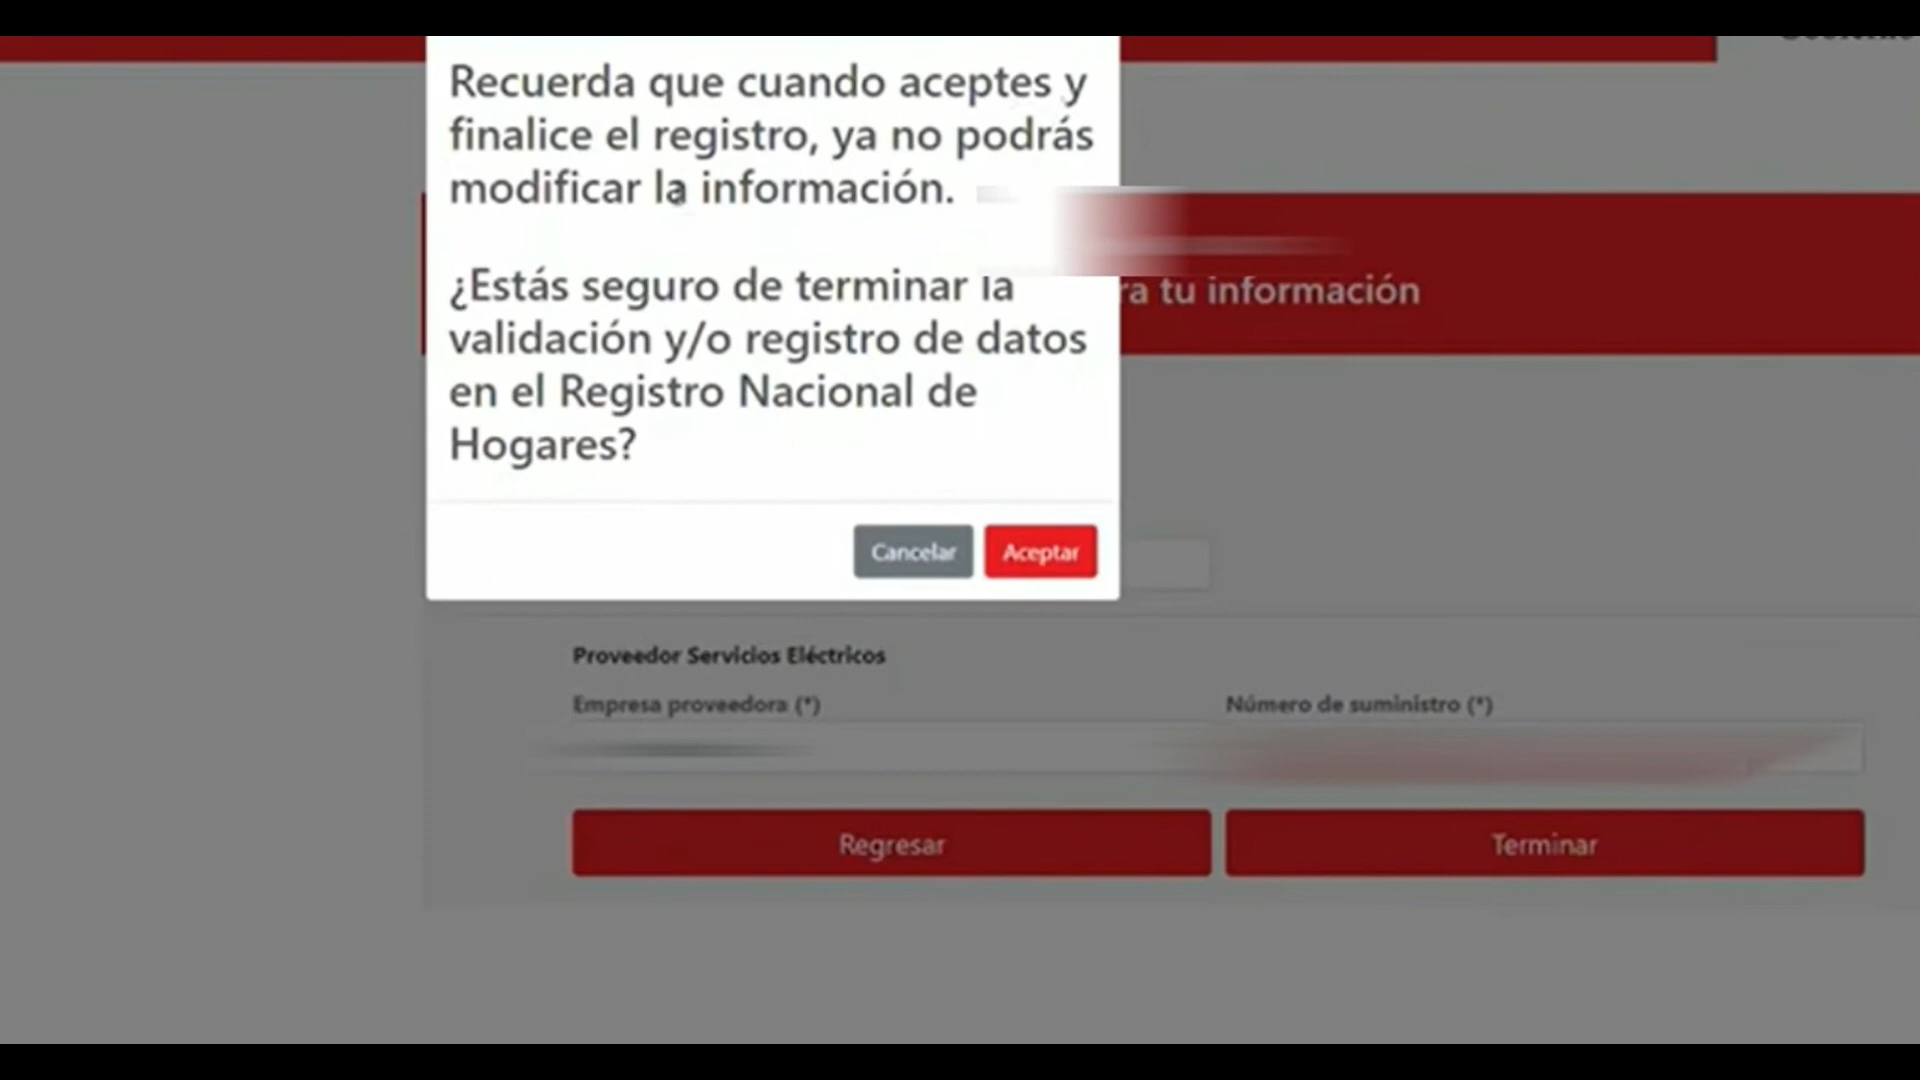 Recuerda que cuando aceptes y
finalice el registro, ya no podrás
modificar la información.
¿Estás seguro de terminar la
validación y/o registro de datos
en el Registro Nacional de
Hogares?
tu información
Cancelar
Aceptar
Proveedor Servicios Eléctricos
Empresa proveedora (*)
Número de suministro (*)
Regresar
Terminar